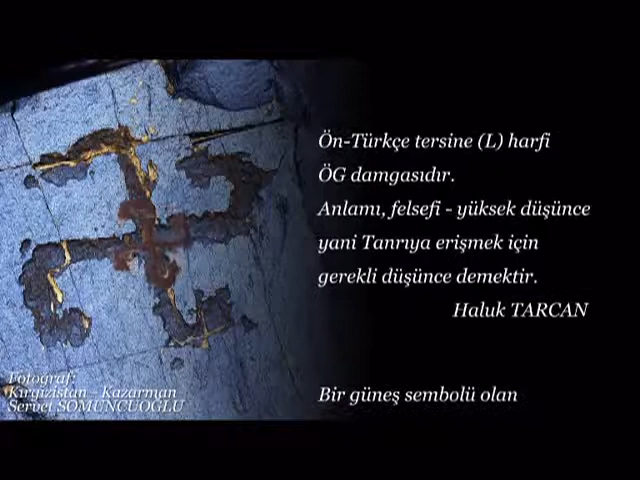 Ön-Türkçe tersine (L) harfi
ÖG damgasıdır.
Anlamı, felsefi - yüksek düşünce
yani Tanrıya erişmek için
gerekli düşünce demektir.
Haluk TARCAN
Bir güneş sembolü olan
Fotoğraf:
Kırgızistan - Kazarman
Servet SOMUNCUOĞLU